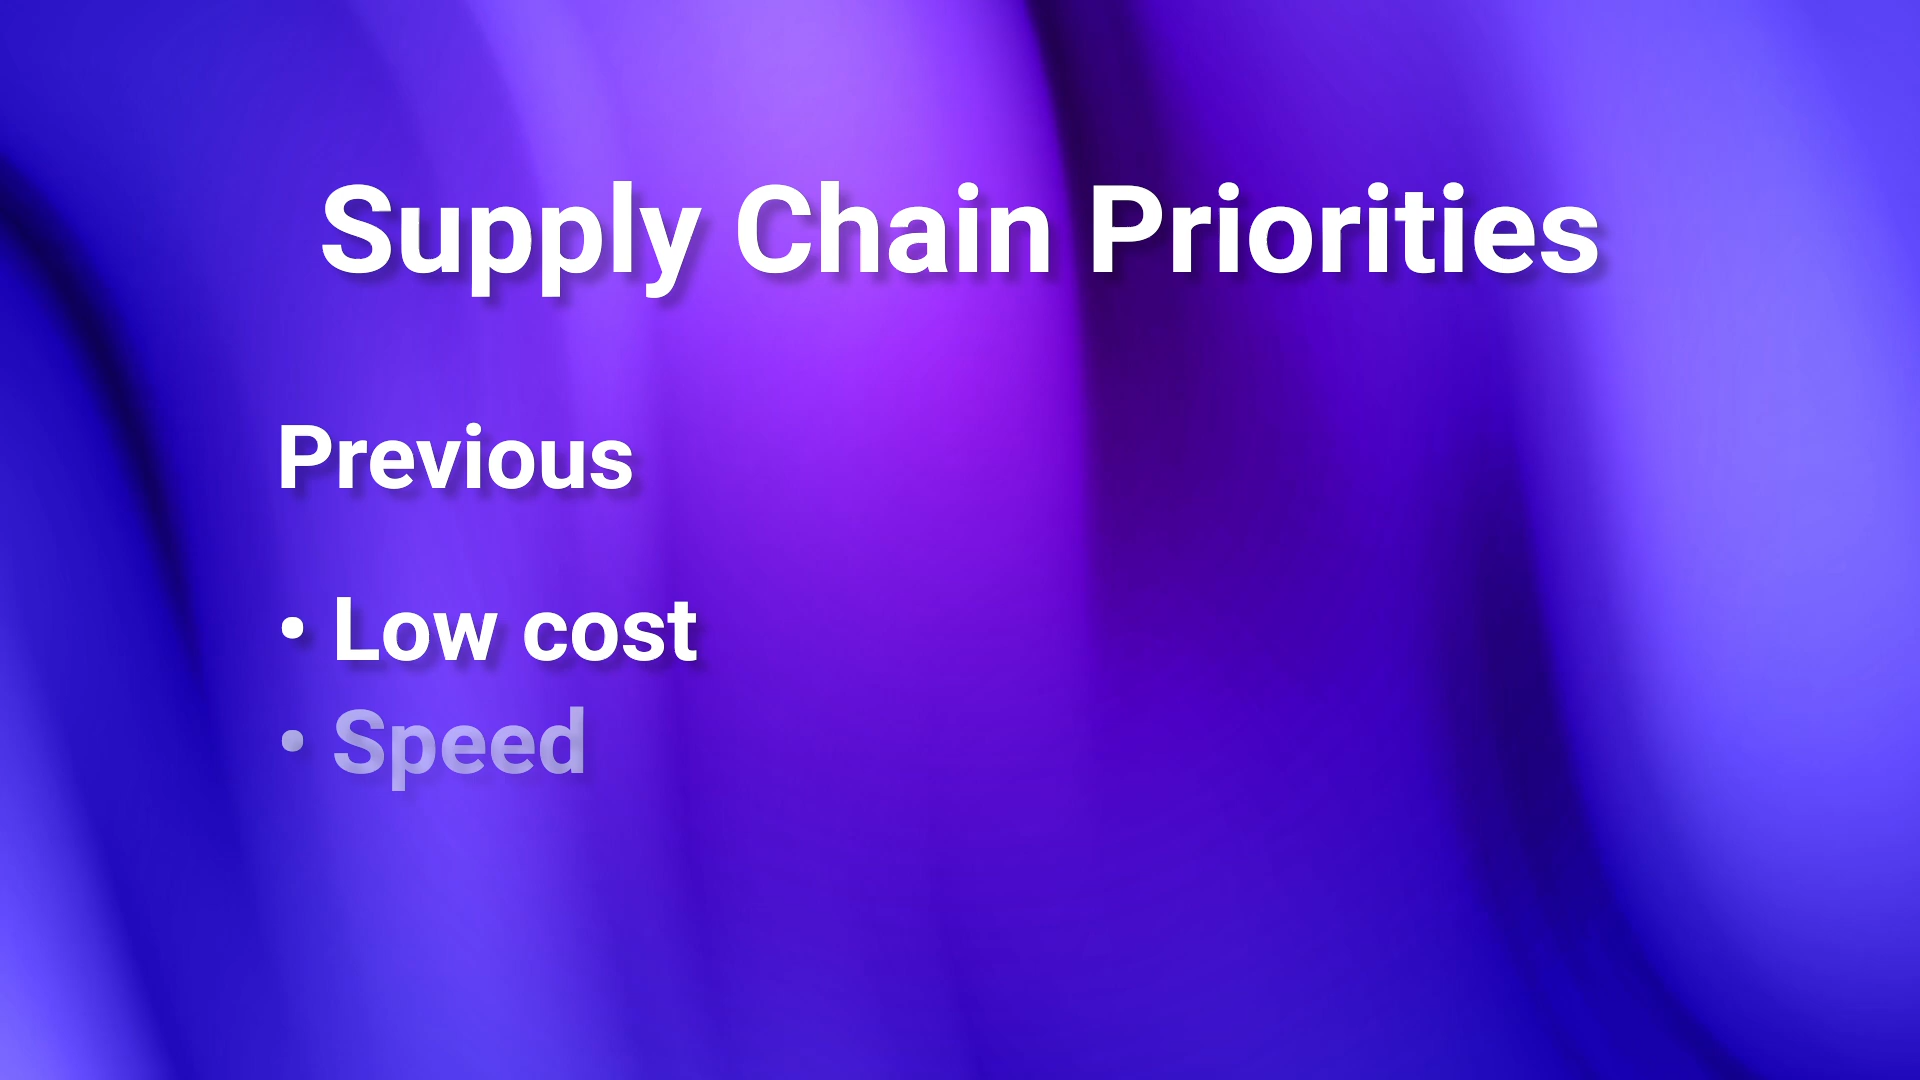 Supply Chain Priorities
Previous
• Low cost
• Speed